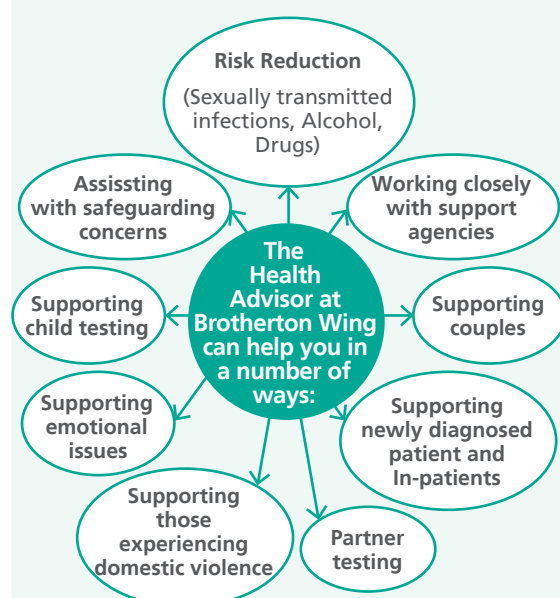 Risk Reduction
(Sexually transmitted
infections, Alcohol,
Drugs)
Assissting
with safeguarding
concerns
Working closely
with support
agencies
The
Health
Advisor at
Brotherton Wing
can help you in
a number of
ways:
Supporting
child testing
Supporting
couples
Supporting
emotional
issues
Supporting
newly diagnosed
patient and
In-patients
Supporting
those
experiencing
domestic violence
Partner
testing